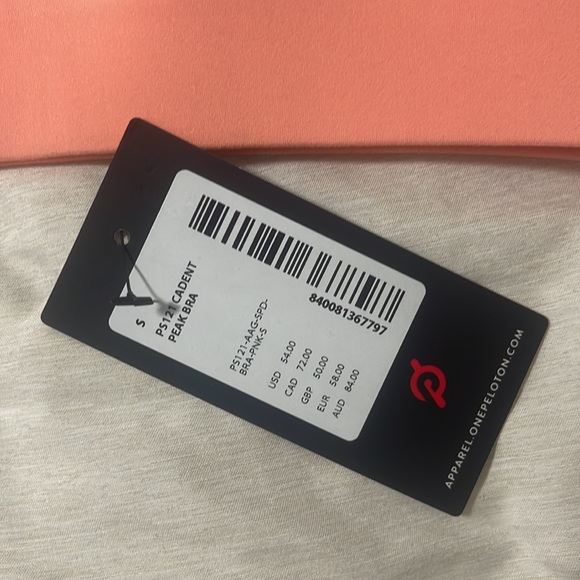 S
PS121 CADENT
PEAK BRA
840081367797
PS121-AAG-SPD-
BRA-PNK-S
USD 54.00
CAD 72.00
GBP 50.00
EUR 58.00
AUD 84.00
APPAREL.ONEPELOTON.COM